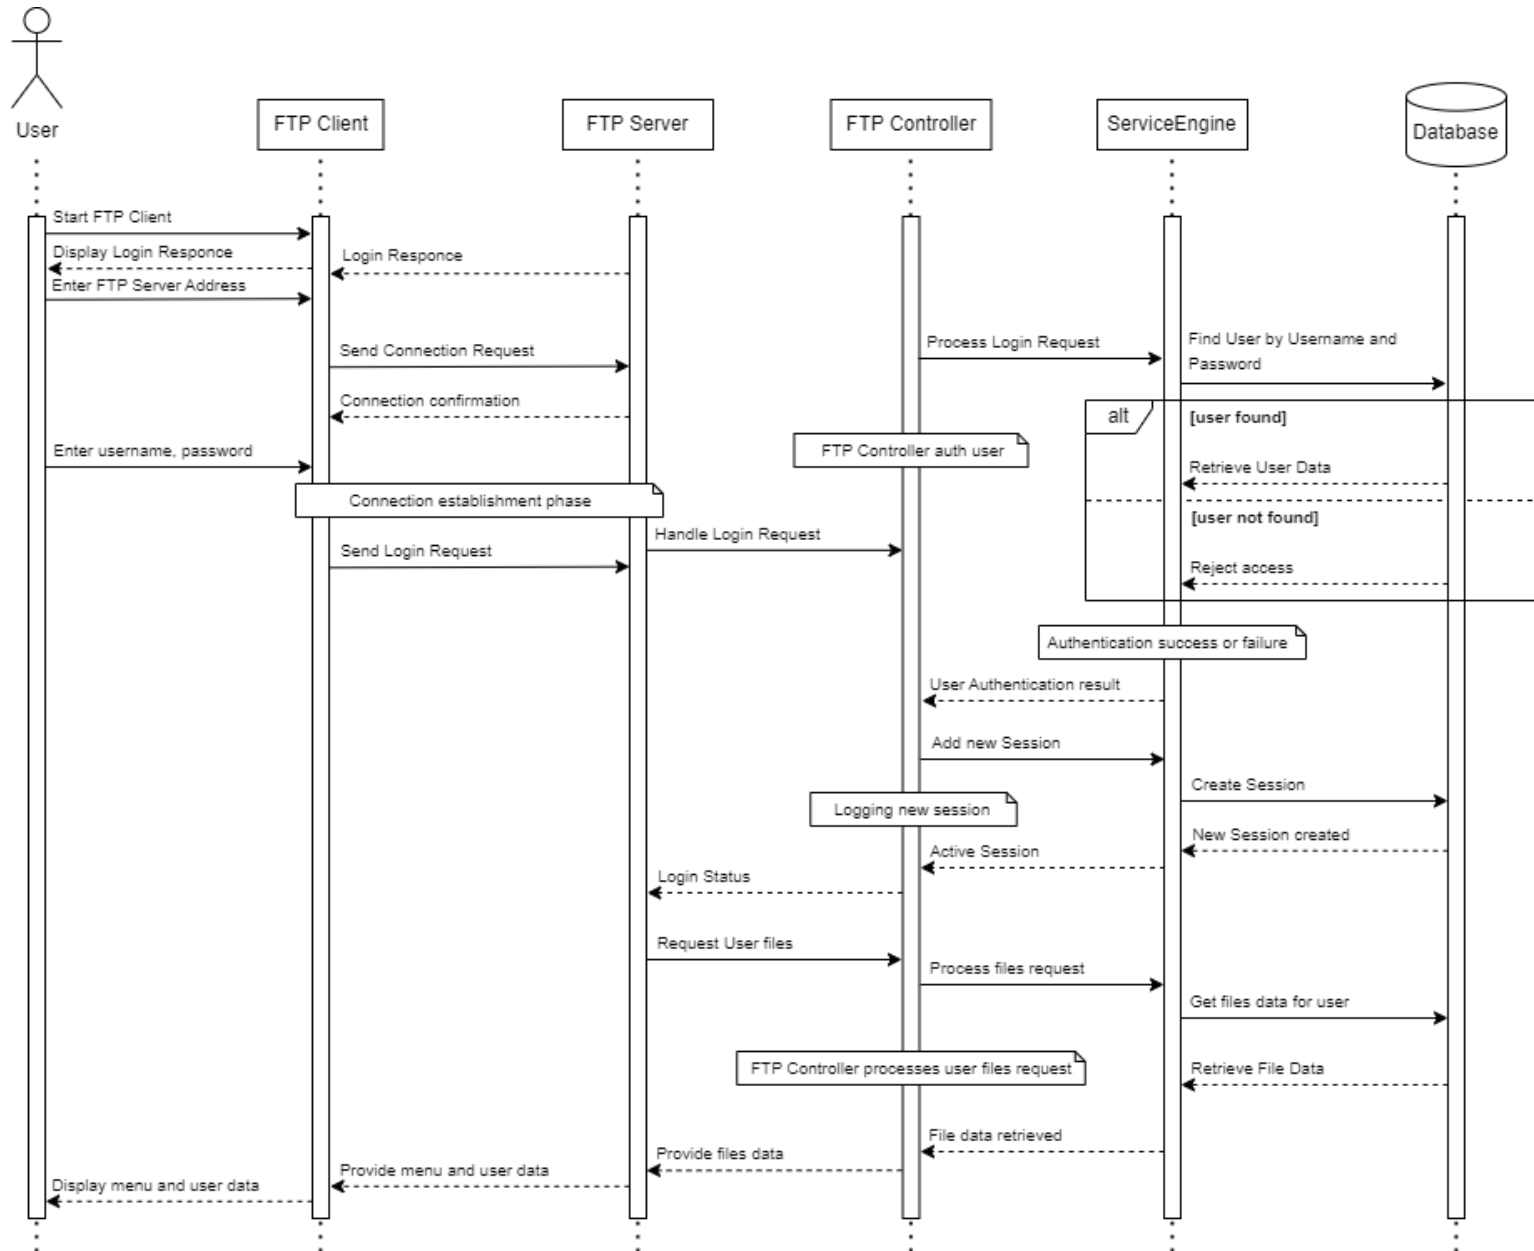 User
FTP Client
FTP Server
FTP Controller
ServiceEngine
Database
Start FTP Client
Display Login Responce
Login Responce
Enter FTP Server Address
Process Login Request
Find User by Username and
Password
Send Connection Request
Connection confirmation
alt
[user found]
Enter username, password
FTP Controller auth user
Retrieve User Data
Connection establishment phase
[user not found]
Handle Login Request
Send Login Request
Reject access
Authentication success or failure
User Authentication result
Add new Session
Create Session
Logging new session
New Session created
Active Session
Login Status
Request User files
Process files request
Get files data for user
FTP Controller processes user files request
Retrieve File Data
File data retrieved
Provide files data
Provide menu and user data
Display menu and user data